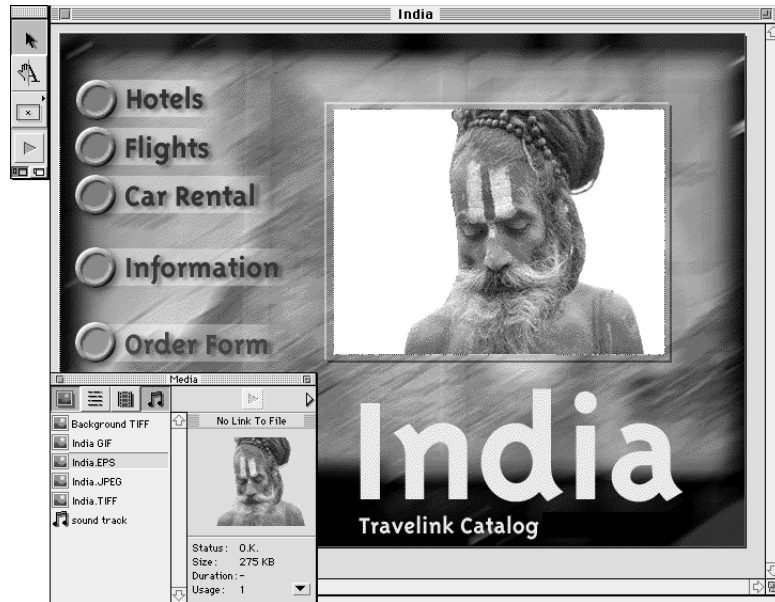 India
Hotels
Flights
Car Rental
Information
Order Form
India
Travelink Catalog
Media
No Link To File
Background TIFF
India GIF
India.EPS
India.JPEG
India.TIFF
sound track
Status: O.K.
Size: 275 KB
Duration: -
Usage: 1